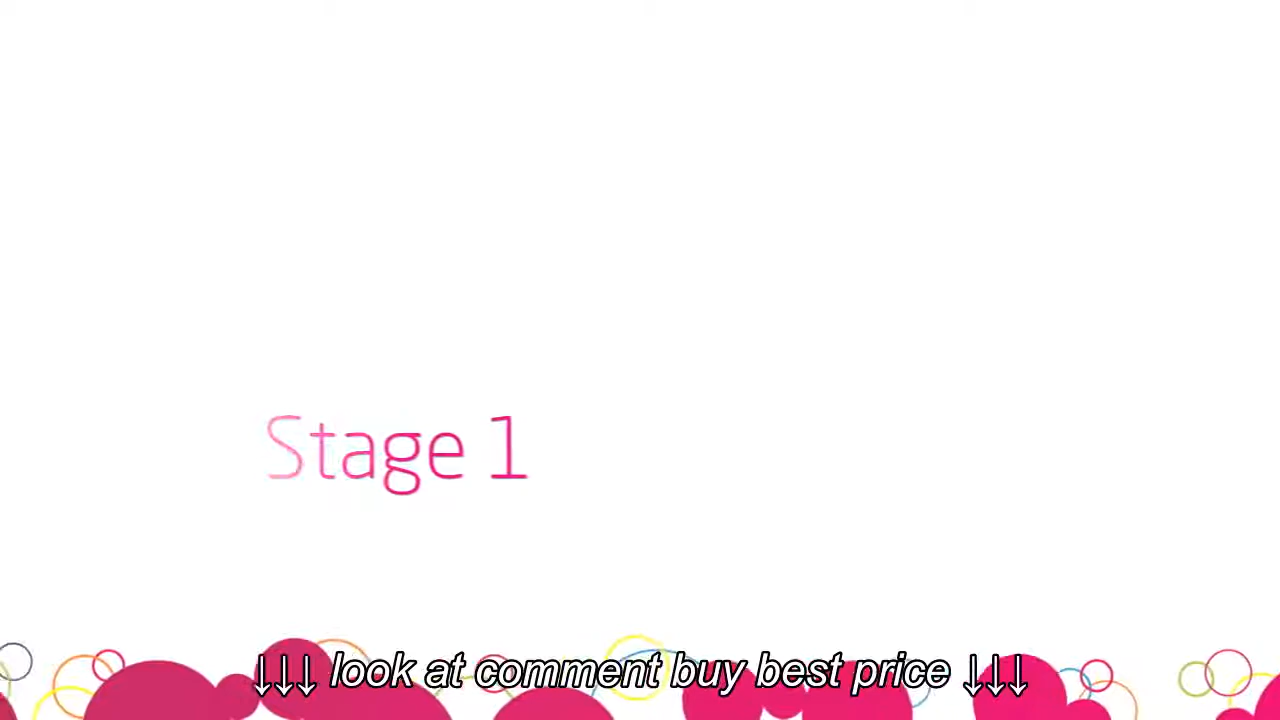 Stage 1
↓↓↓ look at comment buy best price ↓↓↓